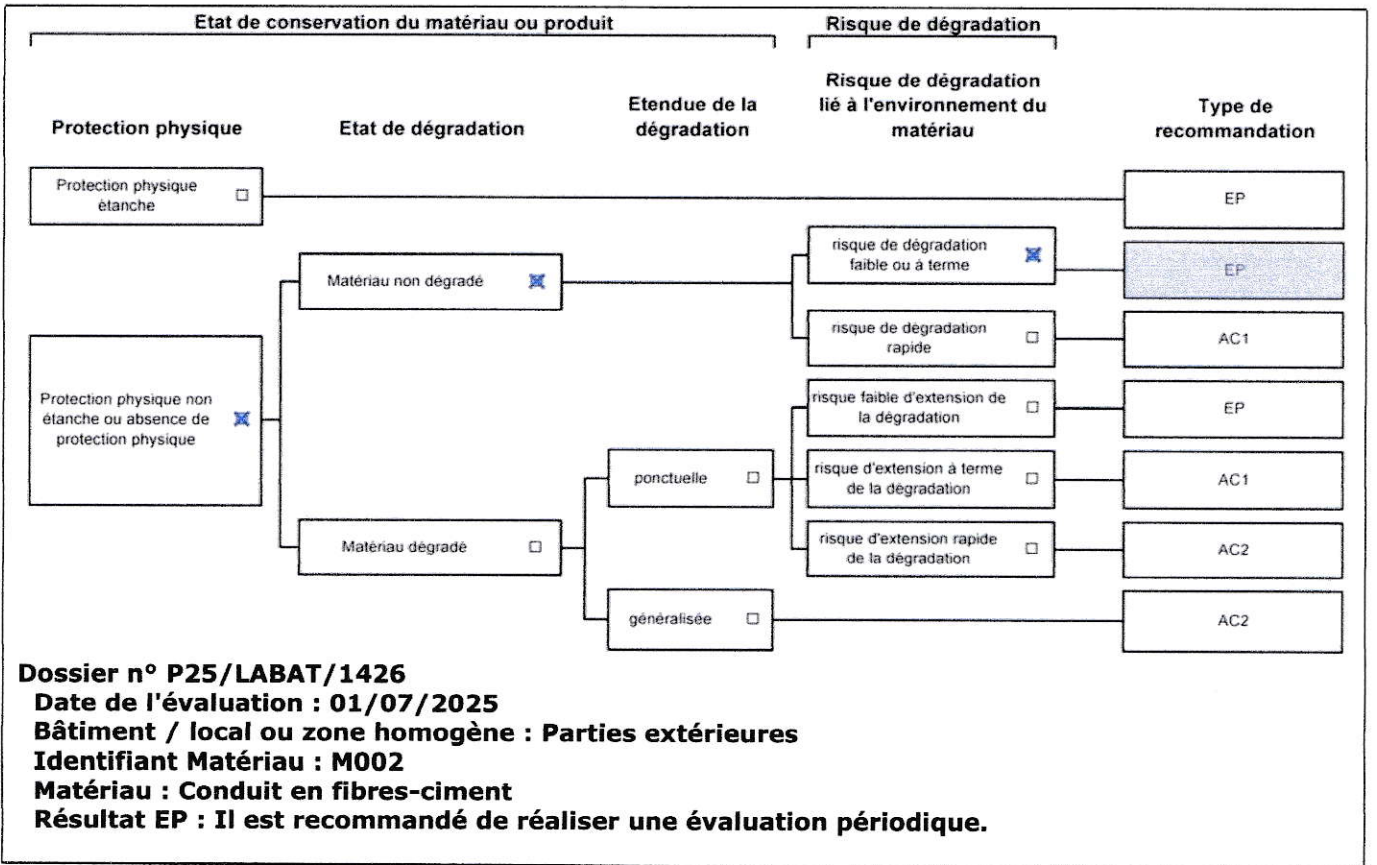 Etat de conservation du matériau ou produit
Risque de dégradation
Protection physique
Etat de dégradation
Etendue de la
dégradation
Risque de dégradation
lié à l'environnement du
matériau
Type de
recommandation
Protection physique
étanche
EP
risque de dégradation
faible ou à terme
EP
Matériau non dégradé
risque de dégradation
rapide
AC1
Protection physique non
étanche ou absence de
protection physique
risque faible d'extension de
la dégradation
EP
ponctuelle
risque d'extension à terme
de la dégradation
AC1
Matériau dégradé
risque d'extension rapide
de la dégradation
AC2
généralisée
AC2
Dossier n° P25/LABAT/1426
Date de l'évaluation : 01/07/2025
Bâtiment / local ou zone homogène : Parties extérieures
Identifiant Matériau : M002
Matériau : Conduit en fibres-ciment
Résultat EP : Il est recommandé de réaliser une évaluation périodique.